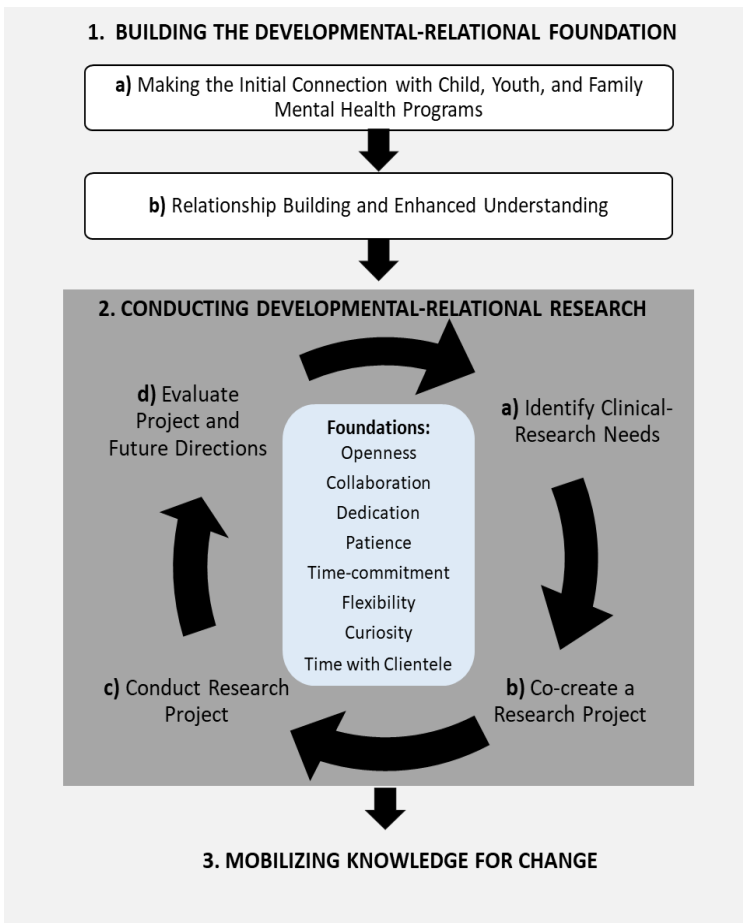 1. BUILDING THE DEVELOPMENTAL-RELATIONAL FOUNDATION
a) Making the Initial Connection with Child, Youth, and Family
Mental Health Programs
b) Relationship Building and Enhanced Understanding
2. CONDUCTING DEVELOPMENTAL-RELATIONAL RESEARCH
a) Identify Clinical-
Research Needs
b) Co-create a
Research Project
c) Conduct Research
Project
d) Evaluate
Project and
Future Directions
Foundations:
Openness
Collaboration
Dedication
Patience
Time-commitment
Flexibility
Curiosity
Time with Clientele
3. MOBILIZING KNOWLEDGE FOR CHANGE